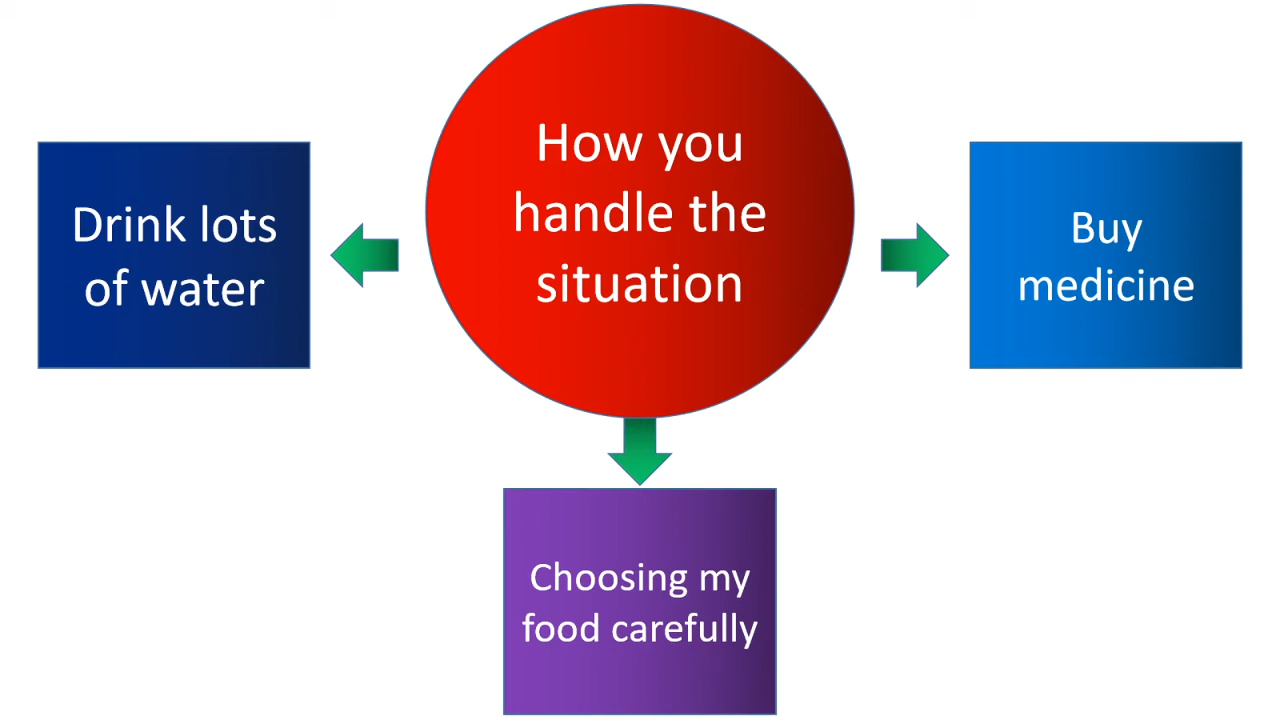 How you
handle the
situation
Drink lots
of water
Buy
medicine
Choosing my
food carefully